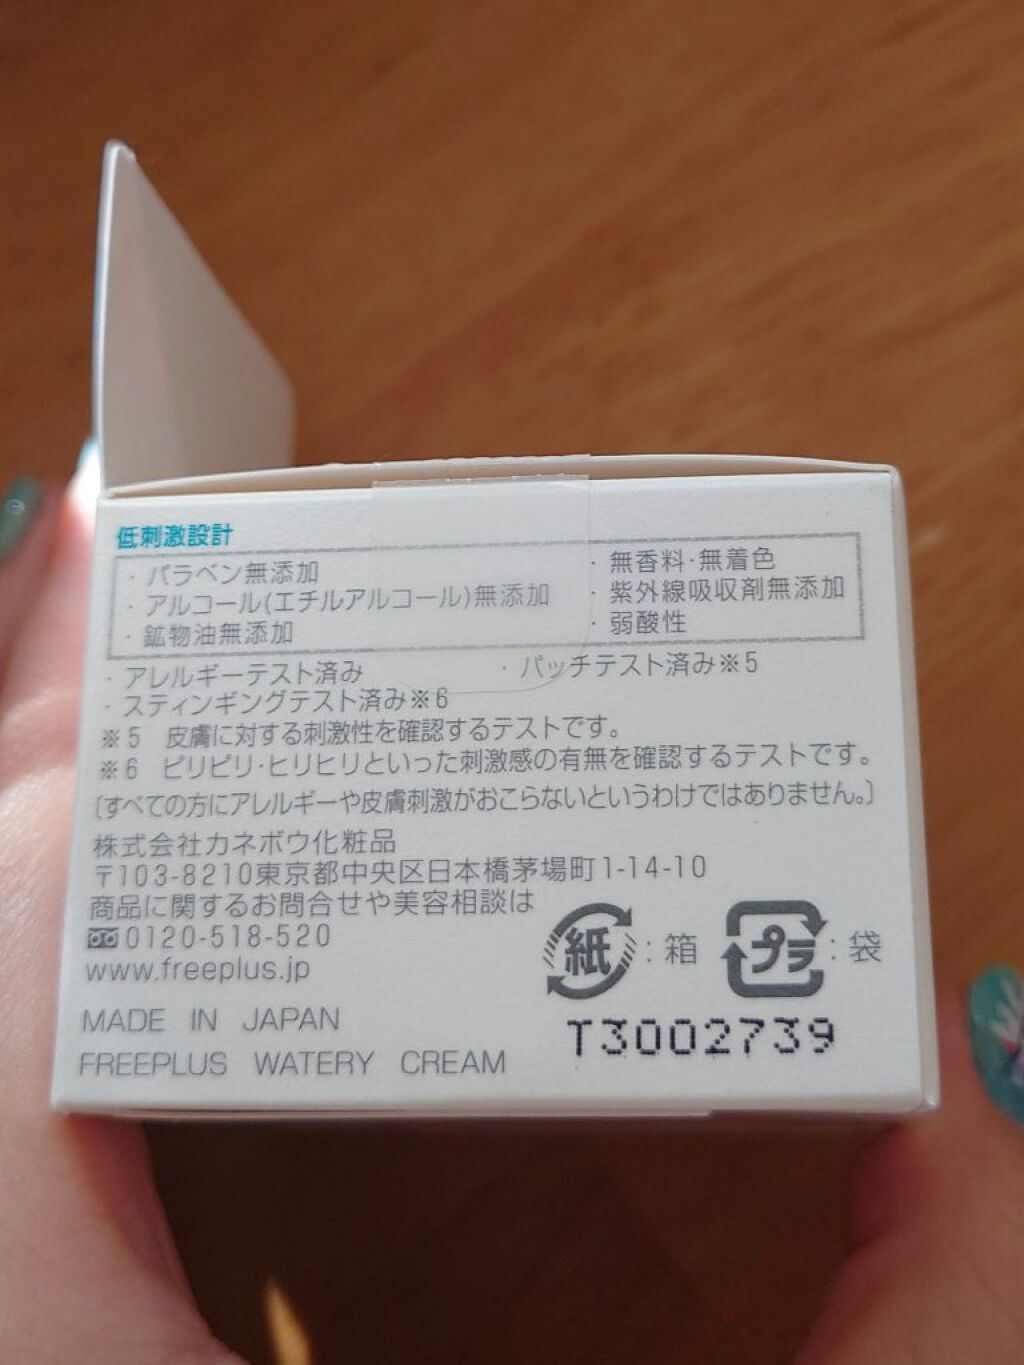 低刺激設計
・パラベン無添加
・アルコール(エチルアルコール)無添加
・鉱物油無添加
・無香料・無着色
・紫外線吸収剤無添加
・弱酸性
・アレルギーテスト済み ・パッチテスト済み※5
・スティンギングテスト済み※6
※5 皮膚に対する刺激性を確認するテストです。
※6 ピリピリ・ヒリヒリといった刺激感の有無を確認するテストです。
〔すべての方にアレルギーや皮膚刺激がおこらないというわけではありません。〕
株式会社カネボウ化粧品
〒103-8210東京都中央区日本橋茅場町1-14-10
商品に関するお問合せや美容相談は
0120-518-520
www.freeplus.jp
MADE IN JAPAN
FREEPLUS WATERY CREAM
紙:箱 プラ:袋
T3002739